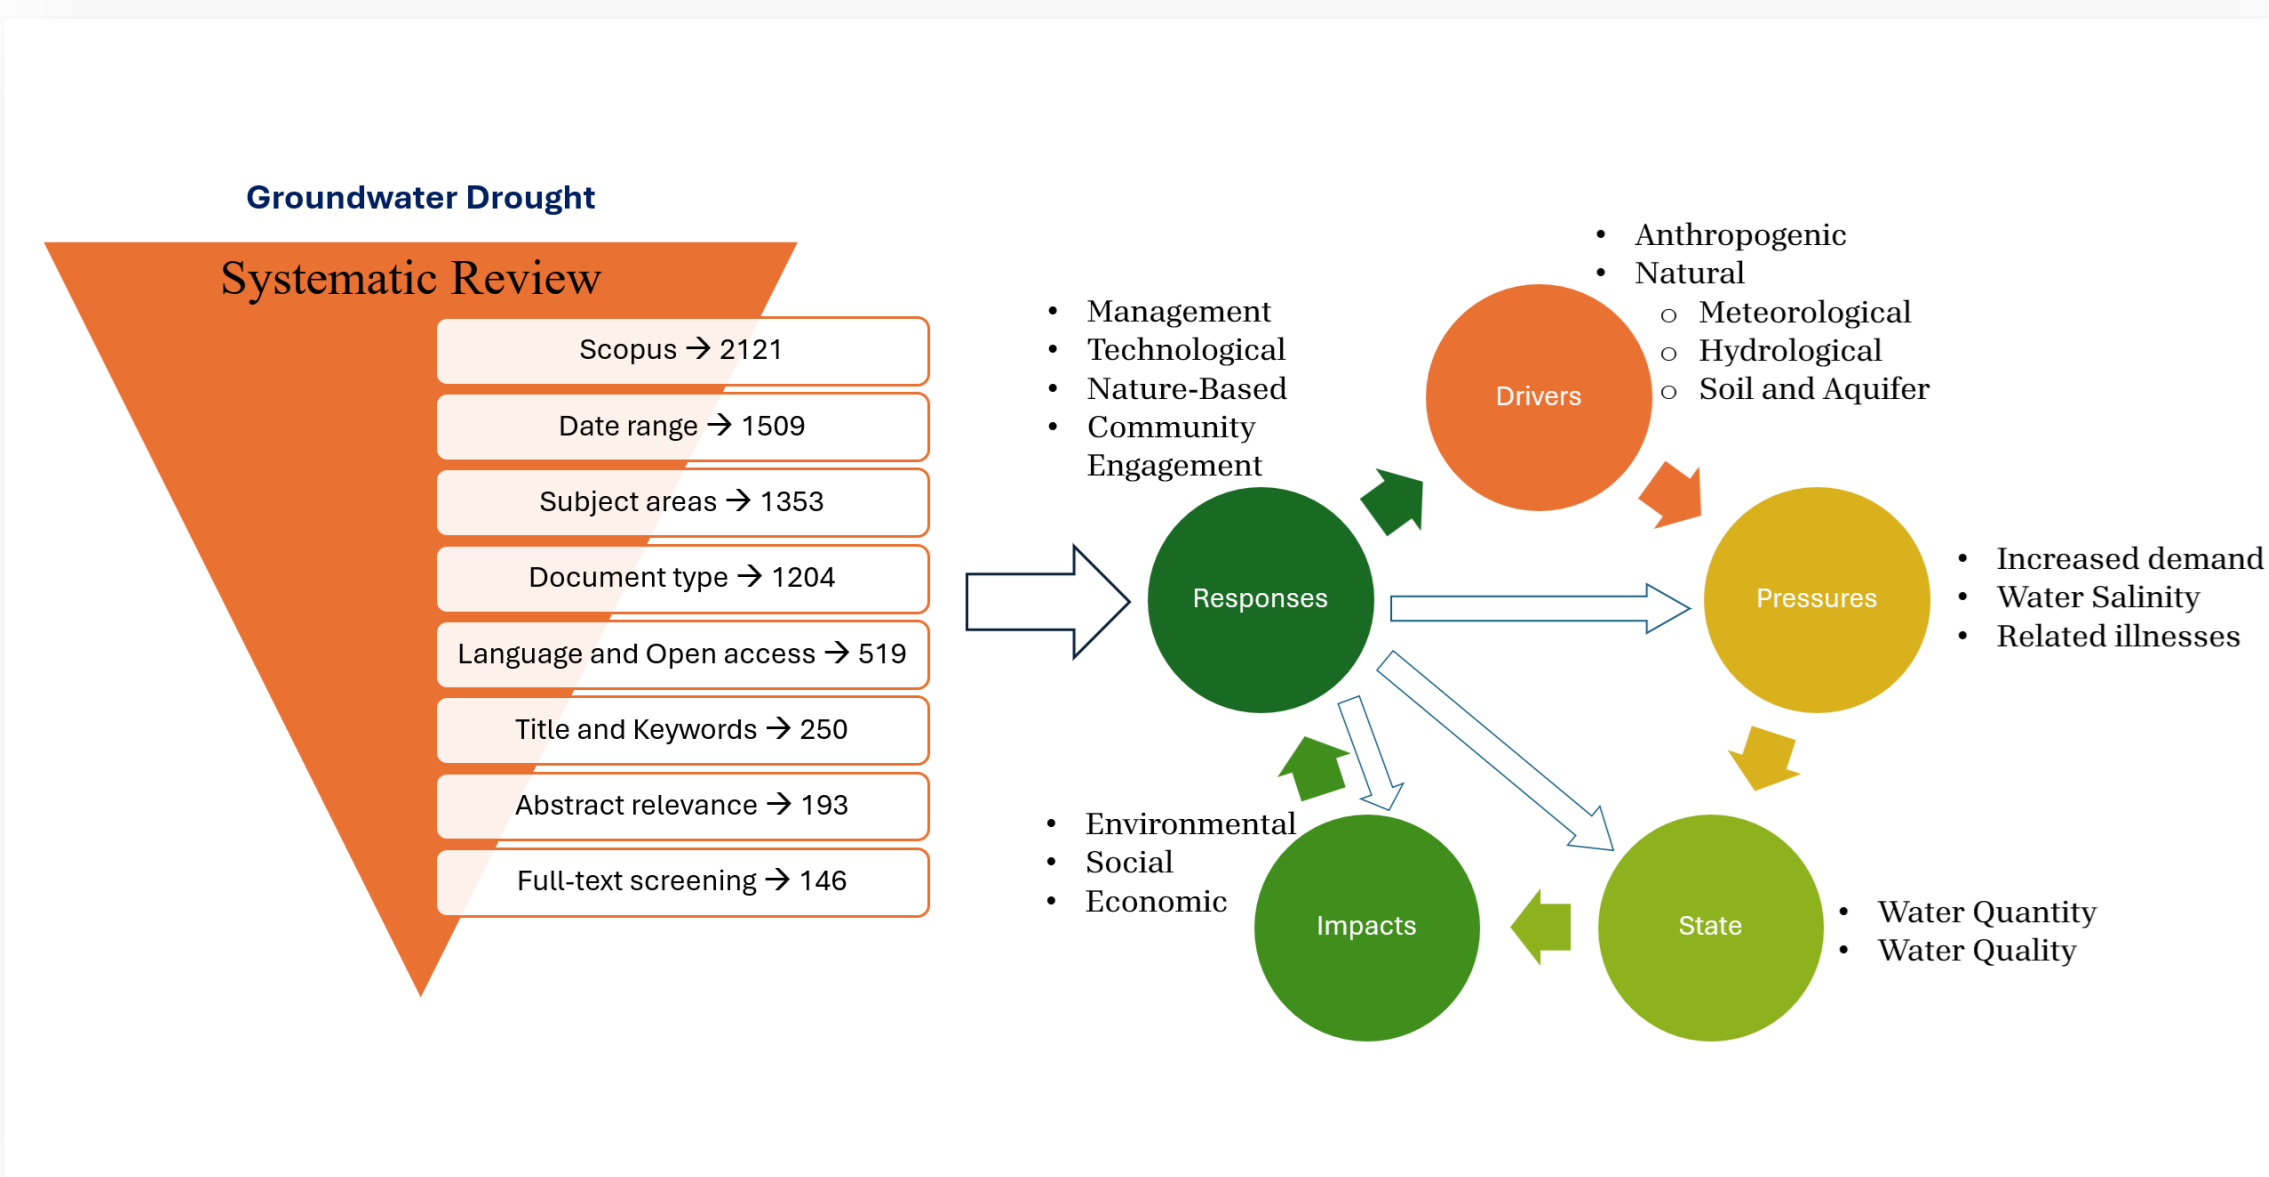 Groundwater Drought
Systematic Review
Scopus → 2121
Date range → 1509
Subject areas → 1353
Document type → 1204
Language and Open access → 519
Title and Keywords → 250
Abstract relevance → 193
Full-text screening → 146
• Management
• Technological
• Nature-Based
• Community
Engagement
Responses
• Anthropogenic
• Natural
o Meteorological
o Hydrological
o Soil and Aquifer
Drivers
Pressures
• Increased demand
• Water Salinity
• Related illnesses
• Environmental
• Social
• Economic
Impacts
State
• Water Quantity
• Water Quality